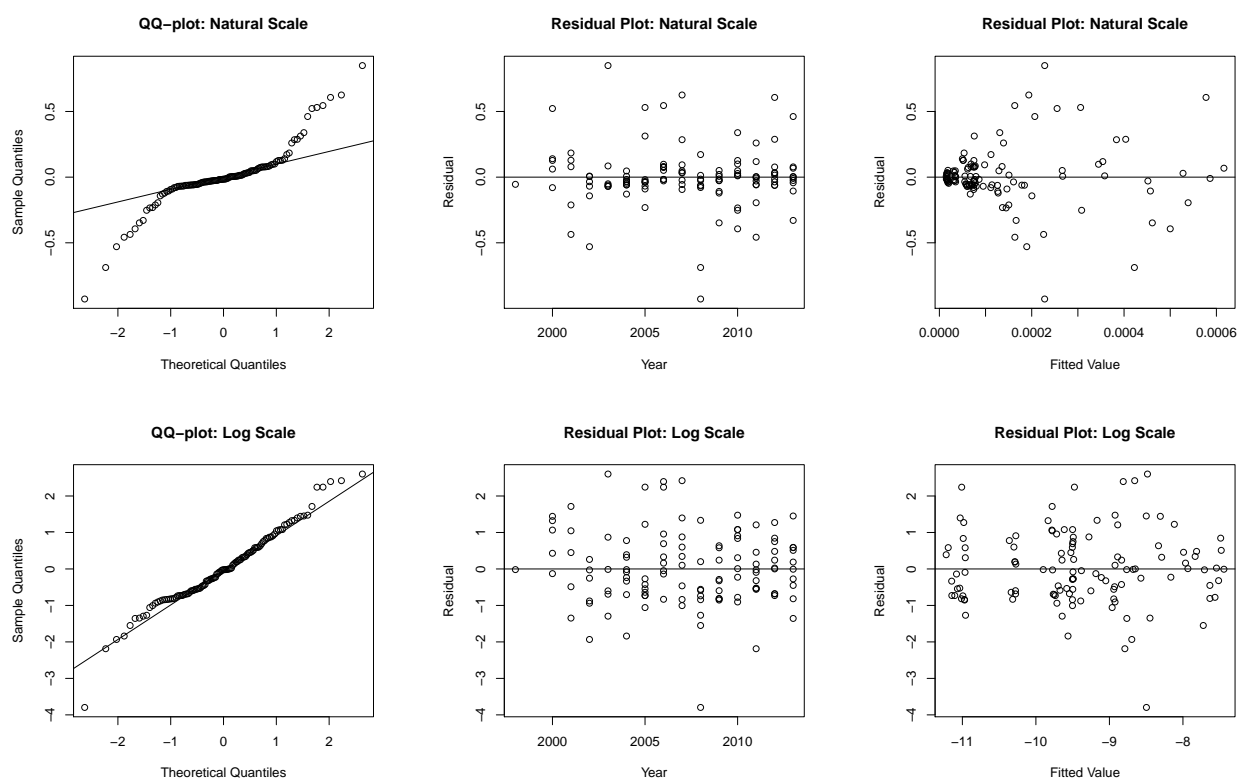 QQ−plot: Natural Scale
Sample Quantiles
0.5
0.0
−0.5
−2 −1 0 1 2
Theoretical Quantiles
Residual Plot: Natural Scale
Residual
0.5
0.0
−0.5
2000 2005 2010
Year
Residual Plot: Natural Scale
Residual
0.5
0.0
−0.5
0.0000 0.0002 0.0004 0.0006
Fitted Value
QQ−plot: Log Scale
Sample Quantiles
2
1
0
−1
−2
−3
−4
−2 −1 0 1 2
Theoretical Quantiles
Residual Plot: Log Scale
Residual
2
1
0
−1
−2
−3
−4
2000 2005 2010
Year
Residual Plot: Log Scale
Residual
2
1
0
−1
−2
−3
−4
−11 −10 −9 −8
Fitted Value